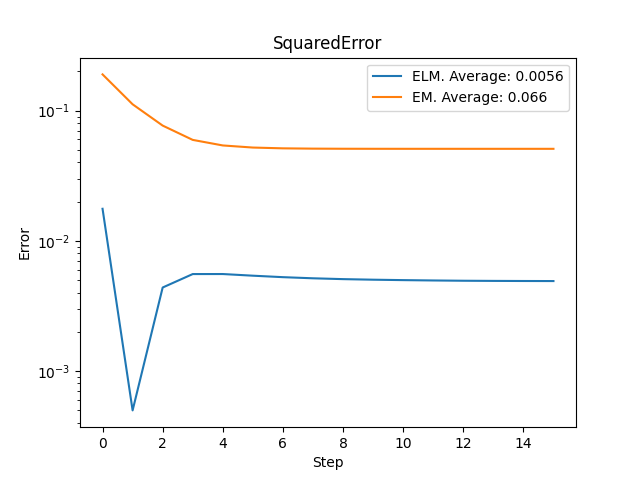 SquaredError
ELM. Average: 0.0056
EM. Average: 0.066
10⁻¹
10⁻²
10⁻³
Error
0 2 4 6 8 10 12 14
Step